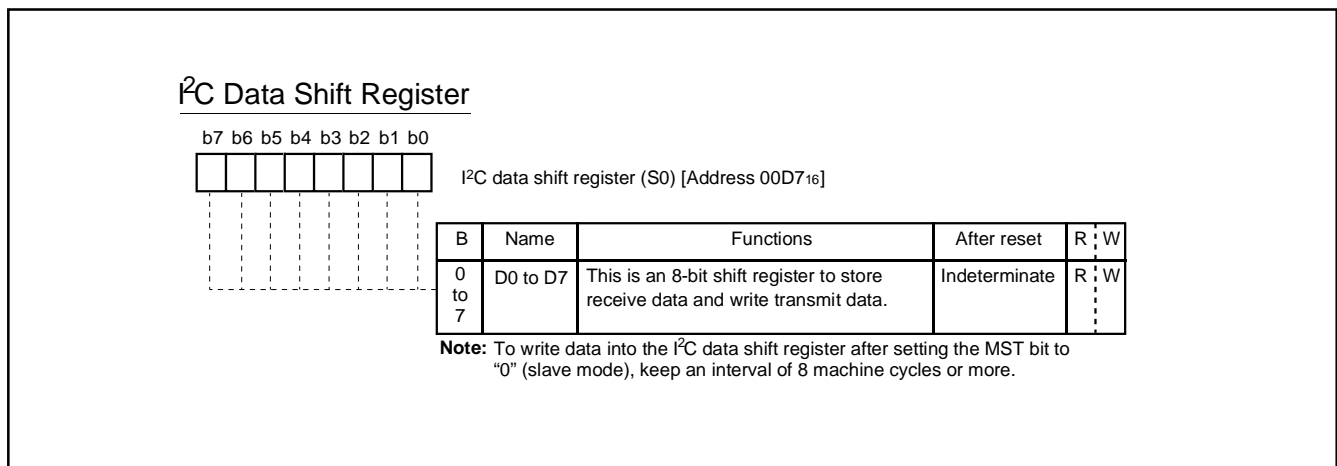 I²C Data Shift Register
b7 b6 b5 b4 b3 b2 b1 b0
I²C data shift register (S0) [Address 00D7₁₆]
B Name Functions After reset R W
0 to 7 D0 to D7 This is an 8-bit shift register to store Indeterminate R W
receive data and write transmit data.
Note: To write data into the I²C data shift register after setting the MST bit to
“0” (slave mode), keep an interval of 8 machine cycles or more.